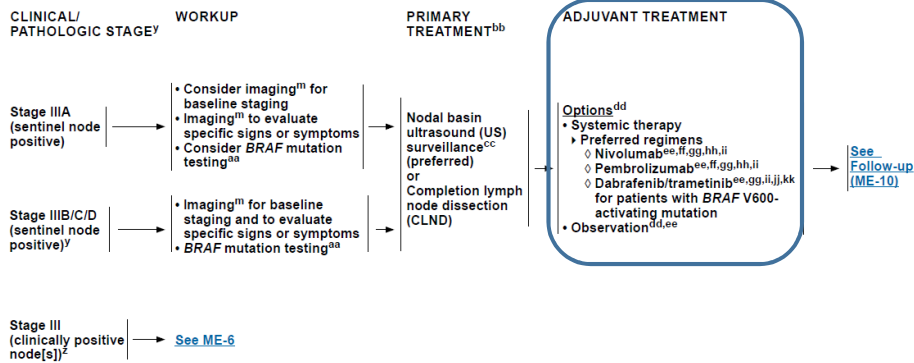 CLINICAL/
PATHOLOGIC STAGEʸ
WORKUP
PRIMARY
TREATMENTᵇᵇ
ADJUVANT TREATMENT
Stage IIIA
(sentinel node
positive)
• Consider imagingᵐ for
baseline staging
• Imagingᵐ to evaluate
specific signs or symptoms
• Consider BRAF mutation
testingᵃᵃ
Stage IIIB/C/D
(sentinel node
positive)ʸ
• Imagingᵐ for baseline
staging and to evaluate
specific signs or symptoms
• BRAF mutation testingᵃᵃ
Nodal basin
ultrasound (US)
surveillanceᶜᶜ
(preferred)
or
Completion lymph
node dissection
(CLND)
Optionsᵈᵈ
• Systemic therapy
▸ Preferred regimens
◊ Nivolumabᵉᵉ,ᶠᶠ,ᵍᵍ,ʰʰ,ⁱⁱ
◊ Pembrolizumabᵉᵉ,ᶠᶠ,ᵍᵍ,ʰʰ,ⁱⁱ
◊ Dabrafenib/trametinibᵉᵉ,ᵍᵍ,ⁱⁱ,ʲʲ,ᵏᵏ
for patients with BRAF V600-
activating mutation
• Observationᵈᵈ,ᵉᵉ
See
Follow-up
(ME-10)
Stage III
(clinically positive
node[s])ᶻ
See ME-6